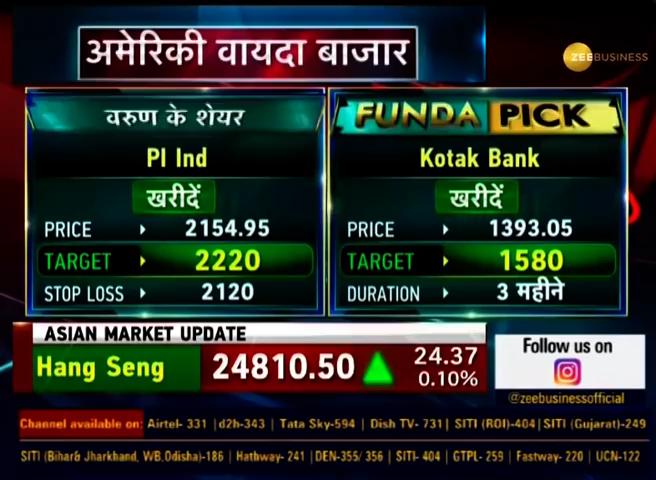 अमेरिकी वायदा बाजार
ZEEBUSINESS
वरुण के शेयर
PI Ind
खरीदें
PRICE 2154.95
TARGET 2220
STOP LOSS 2120
FUNDA PICK
Kotak Bank
खरीदें
PRICE 1393.05
TARGET 1580
DURATION 3 महीने
ASIAN MARKET UPDATE
Hang Seng 24810.50 24.37
0.10%
Follow us on
@zeebusinessofficial
Channel available on: Airtel- 331 | d2h-343 | Tata Sky-594 | Dish TV- 731 | SITI (ROI)-404 | SITI (Gujarat)-249
SITI (Bihar& Jharkhand, WB,Odisha)-186 | Hathway- 241 | DEN-355/ 356 | SITI- 404 | GTPL- 259 | Fastway- 220 | UCN-122